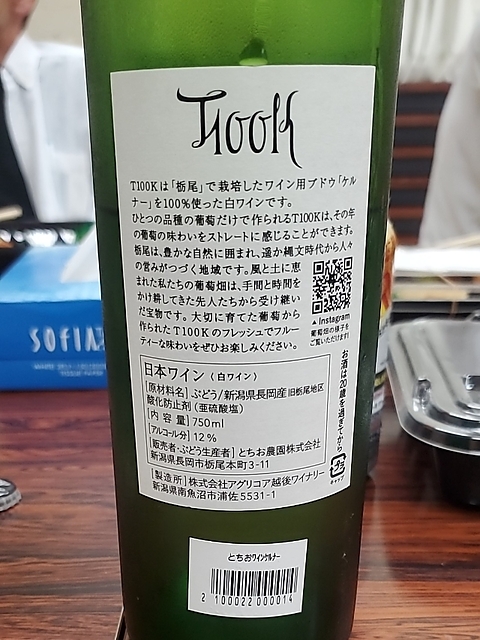 T100K
T100Kは「栃尾」で栽培したワイン用ブドウ「ケル
ナー」を100%使った白ワインです。
ひとつの品種の葡萄だけで作られるT100Kは、その年
の葡萄の味わいをストレートに感じることができます。
栃尾は、豊かな自然に囲まれ、遥か縄文時代から人々
の営みがつづく地域です。風と土に恵
まれた私たちの葡萄畑は、手間と時間を
かけ耕してきた先人たちから受け継い
だ宝物です。大切に育てた葡萄から
作られたT100Kのフレッシュでフルー
ティーな味わいをぜひお楽しみください。
▲ Instagram
葡萄畑の様子を
ご覧いただけます!
お酒は20歳を過ぎてから
日本ワイン(白ワイン)
[原材料名] ぶどう/新潟県長岡産 旧栃尾地区
酸化防止剤(亜硫酸塩)
[内 容 量] 750ml
[アルコール分] 12%
[販売者・ぶどう生産者] とちお農園株式会社
新潟県長岡市栃尾本町3-11
[製造所] 株式会社アグリコア越後ワイナリー
新潟県南魚沼市浦佐5531-1
プラ
キャップ
SOFIA
とちおワインケルナー
2 100022 000014